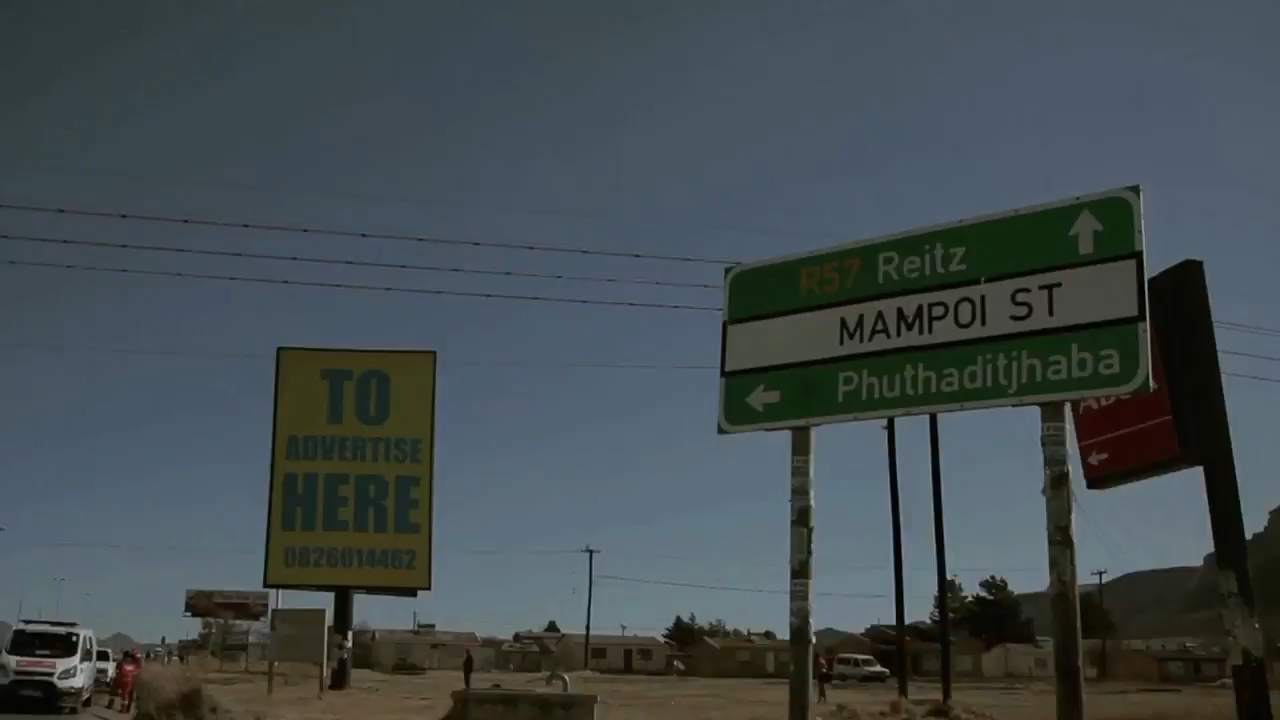 TO
ADVERTISE
HERE
0826014462
R57 Reitz
MAMPOI ST
Phuthaditjhaba